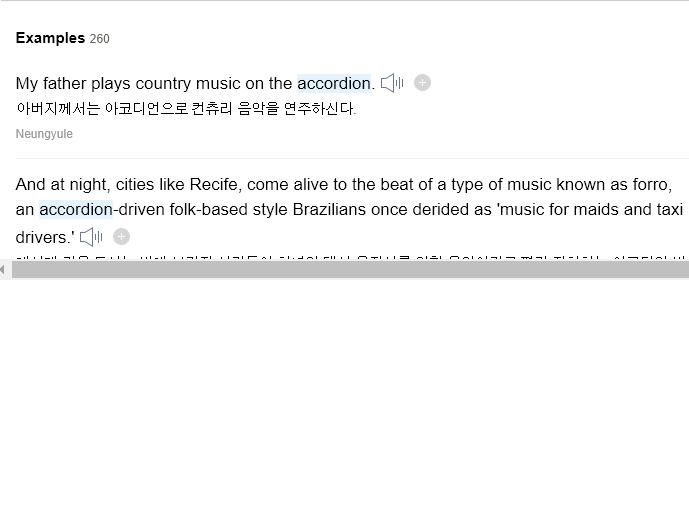 Examples 260
My father plays country music on the accordion.
아버지께서는 아코디언으로 컨츄리 음악을 연주하신다.
Neungyule
And at night, cities like Recife, come alive to the beat of a type of music known as forro,
an accordion-driven folk-based style Brazilians once derided as 'music for maids and taxi
drivers.'